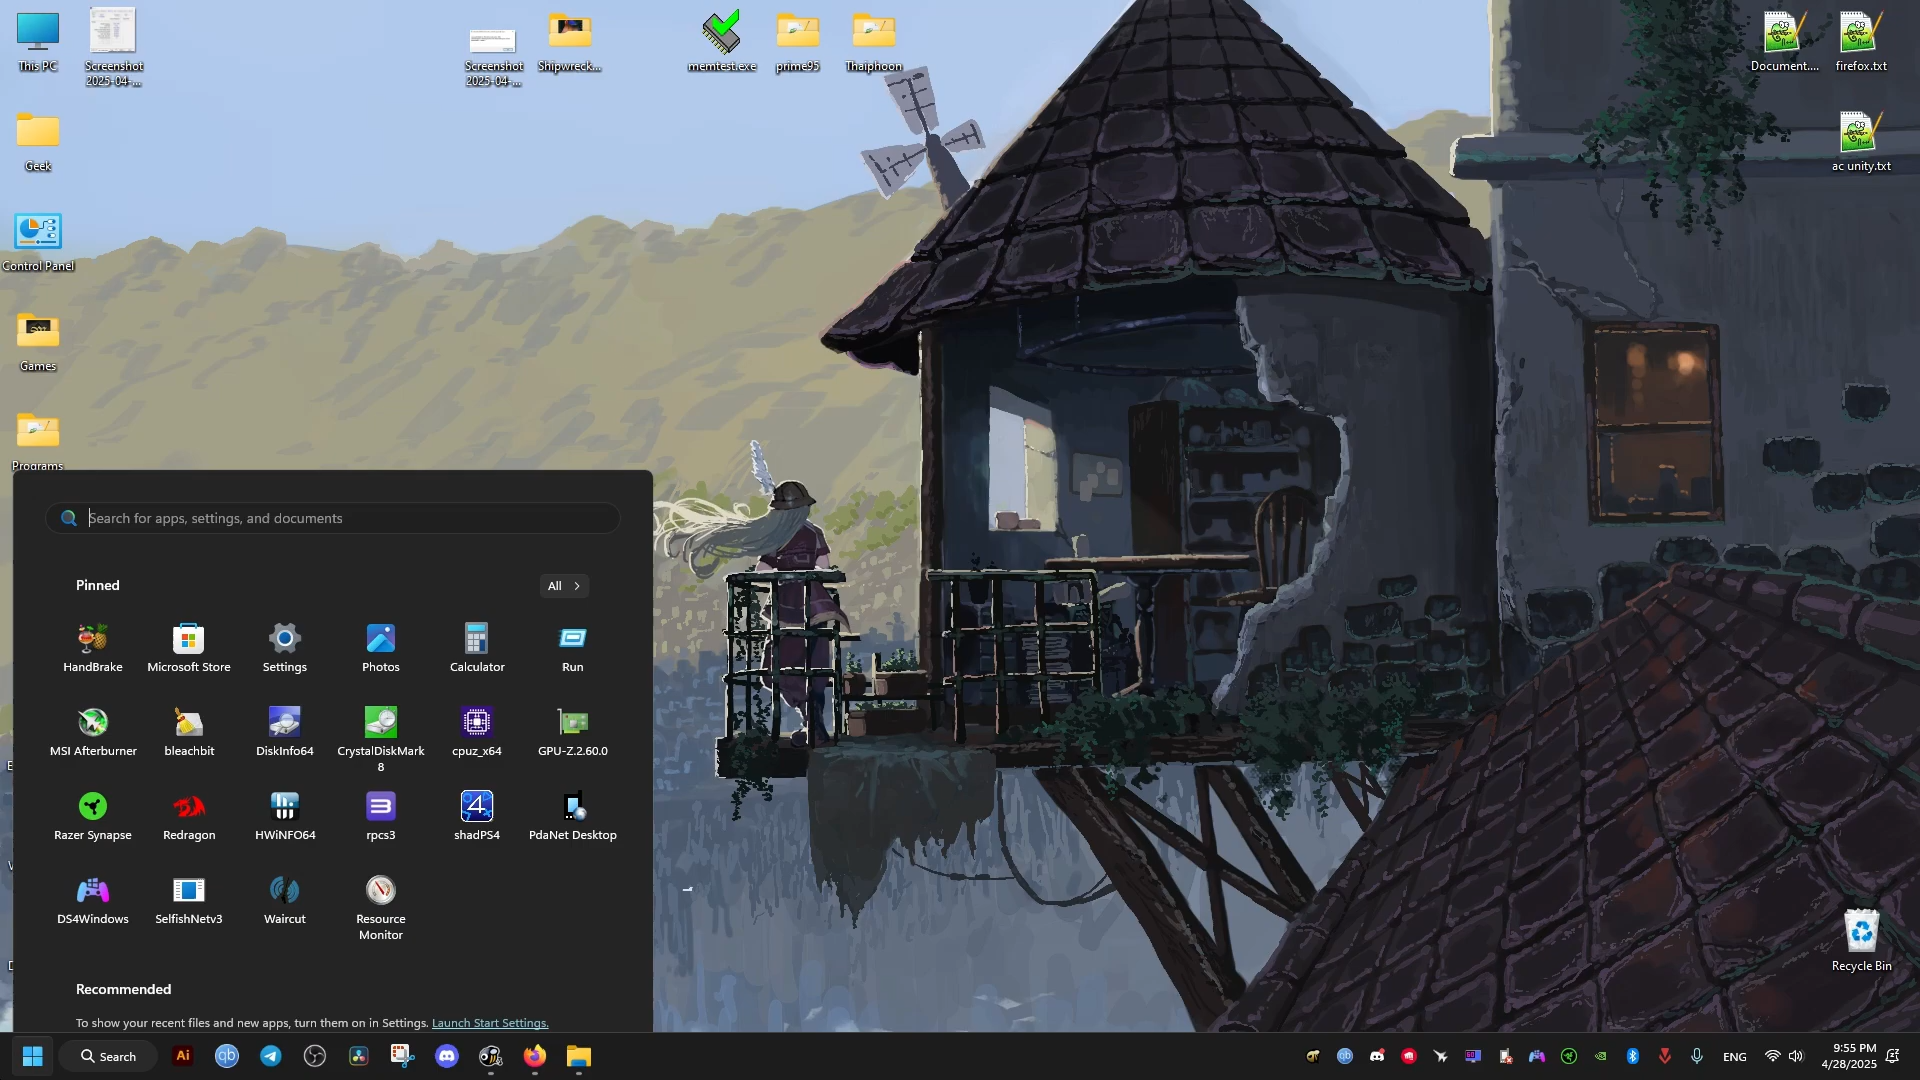 This PC
Screenshot
2025-04-...
Screenshot
2025-04-...
Shipwreck...
memtest.exe
prime95
Thaiphoon
Document....
firefox.txt
Geek
ac unity.txt
Control Panel
Games
Programs
Search for apps, settings, and documents
Pinned
All
HandBrake
Microsoft Store
Settings
Photos
Calculator
Run
MSI Afterburner
bleachbit
DiskInfo64
CrystalDiskMark
8
cpuz_x64
GPU-Z.2.60.0
Razer Synapse
Redragon
HWiNFO64
rpcs3
shadPS4
PdaNet Desktop
DS4Windows
SelfishNetv3
Waircut
Resource
Monitor
Recycle Bin
Recommended
To show your recent files and new apps, turn them on in Settings. Launch Start Settings.
Search
Ai
qb
qb
ENG
9:55 PM
4/28/2025